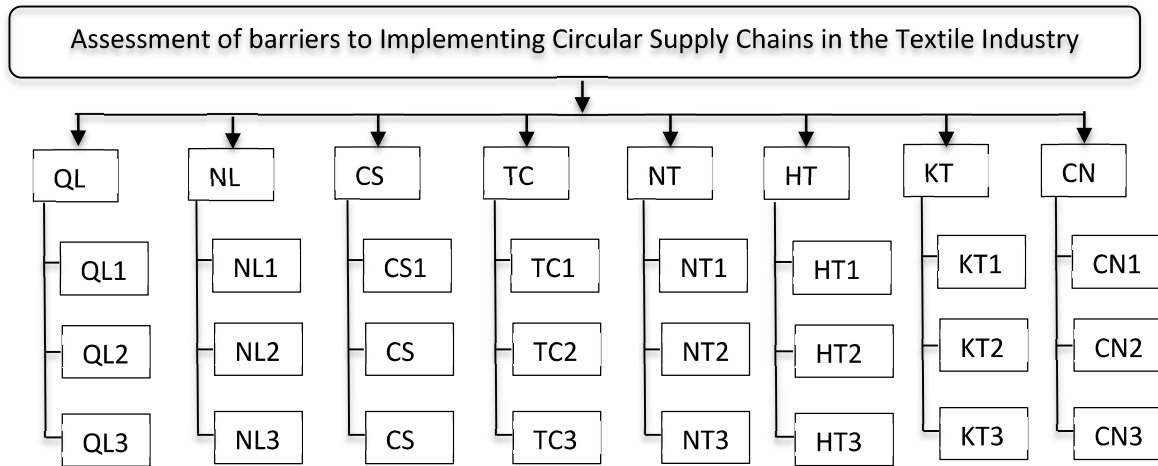 Assessment of barriers to Implementing Circular Supply Chains in the Textile Industry
QL NL CS TC NT HT KT CN
QL1 NL1 CS1 TC1 NT1 HT1 KT1 CN1
QL2 NL2 CS TC2 NT2 HT2 KT2 CN2
QL3 NL3 CS TC3 NT3 HT3 KT3 CN3